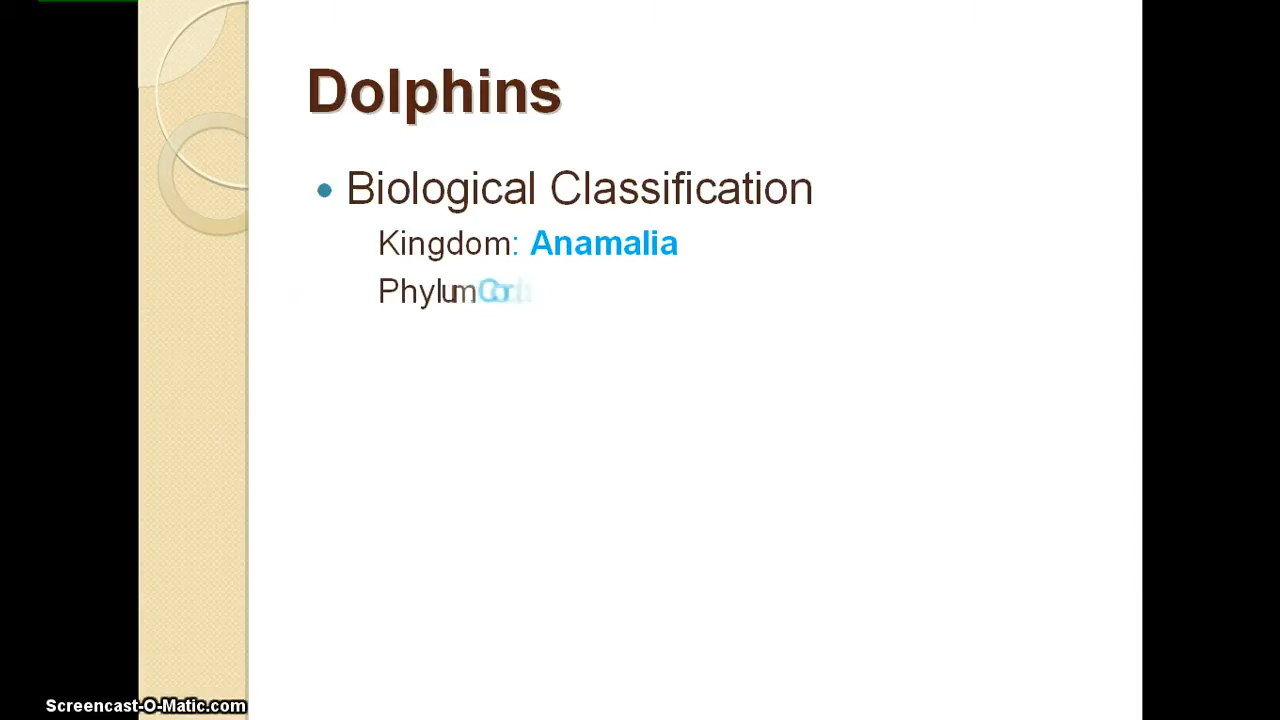 Dolphins
• Biological Classification
Kingdom: Anamalia
Phylum
Screencast-O-Matic.com